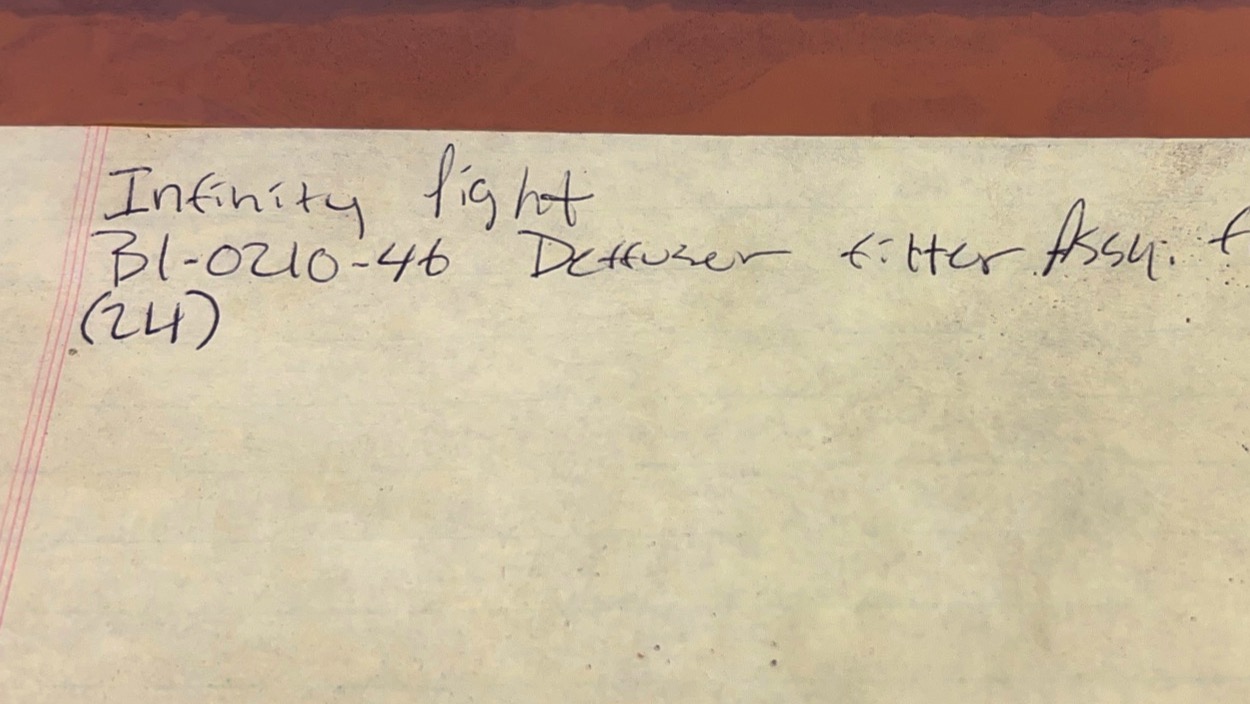 Infinity light
B1-0210-46 Deffuser filter Assy. f
(24)